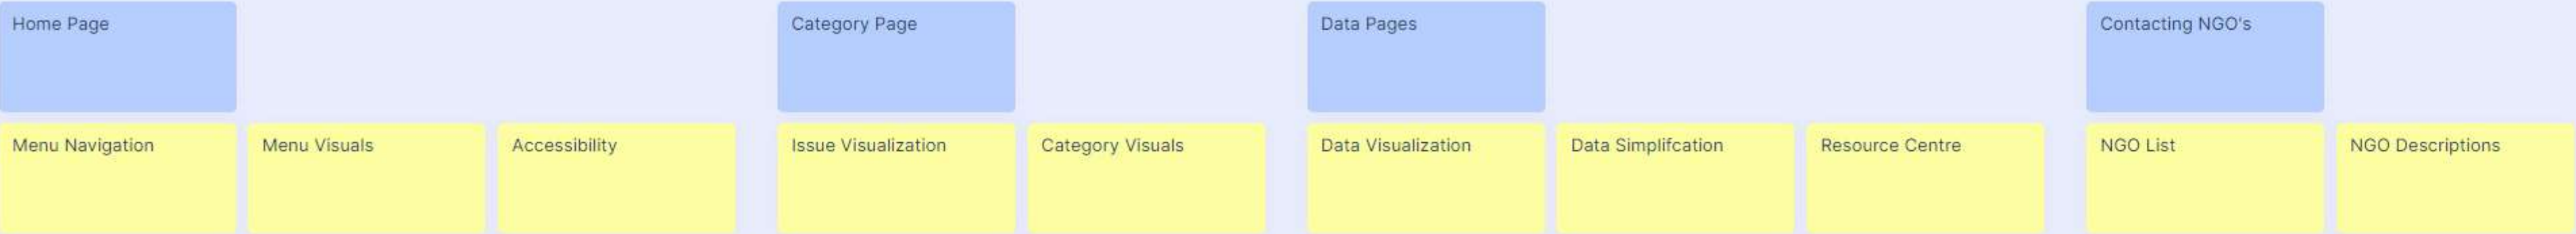 Home Page
Category Page
Data Pages
Contacting NGO's
Menu Navigation
Menu Visuals
Accessibility
Issue Visualization
Category Visuals
Data Visualization
Data Simplifcation
Resource Centre
NGO List
NGO Descriptions